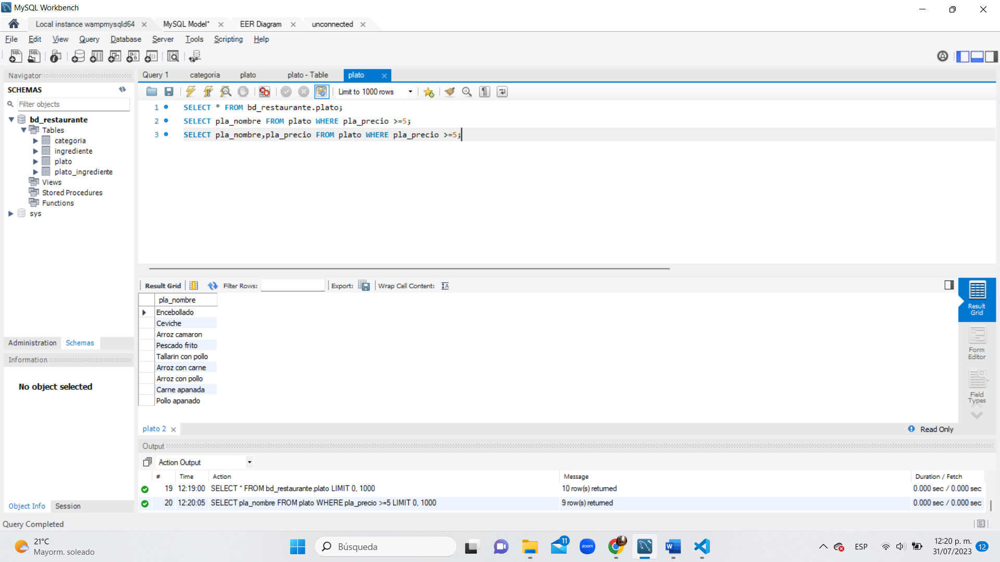 MySQL Workbench
Local instance wampmysqld64
MySQL Model*
EER Diagram
unconnected
File Edit View Query Database Server Tools Scripting Help
Navigator
SCHEMAS
Filter objects
bd_restaurante
Tables
categoria
ingrediente
plato
plato_ingrediente
Views
Stored Procedures
Functions
sys
Administration Schemas
Information
No object selected
Object Info Session
Query 1 categoria plato plato - Table plato
Limit to 1000 rows
1 SELECT * FROM bd_restaurante.plato;
2 SELECT pla_nombre FROM plato WHERE pla_precio >=5;
3 SELECT pla_nombre,pla_precio FROM plato WHERE pla_precio >=5;
Result Grid Filter Rows: Export: Wrap Cell Content:
pla_nombre
Encebollado
Ceviche
Arroz camaron
Pescado frito
Tallarin con pollo
Arroz con carne
Arroz con pollo
Carne apanada
Pollo apanado
Result
Grid
Form
Editor
Field
Types
plato 2
Read Only
Output
Action Output
# Time Action Message Duration / Fetch
19 12:19:00 SELECT * FROM bd_restaurante.plato LIMIT 0, 1000 10 row(s) returned 0.000 sec / 0.000 sec
20 12:20:05 SELECT pla_nombre FROM plato WHERE pla_precio >=5 LIMIT 0, 1000 9 row(s) returned 0.000 sec / 0.000 sec
Query Completed
21°C
Mayorm. soleado
Búsqueda
11
zoom
W
ESP
12:20 p. m.
31/07/2023
12